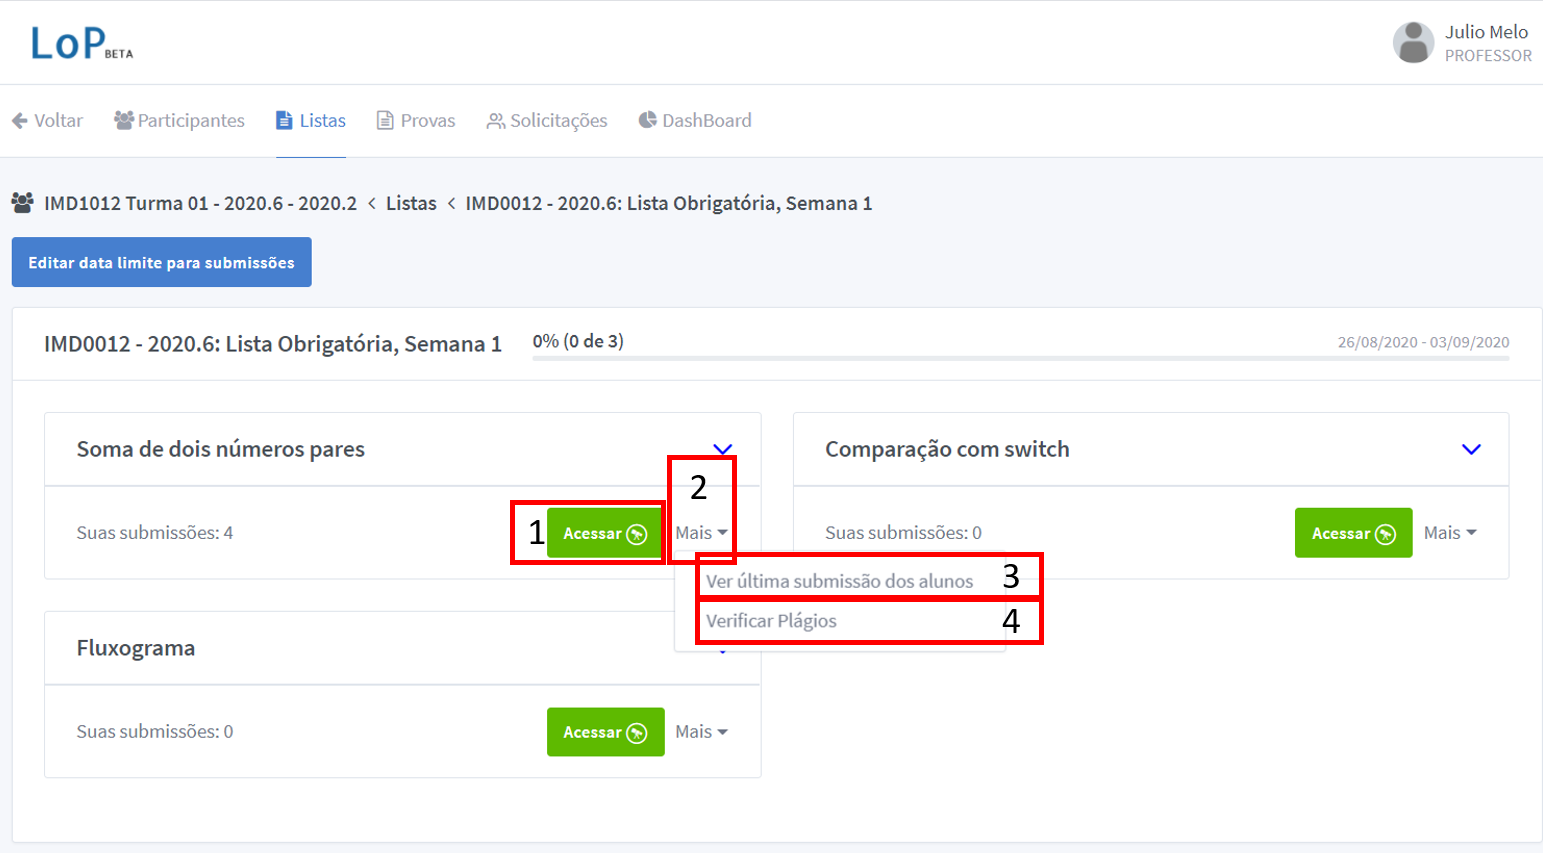 LoP BETA
Julio Melo
PROFESSOR
Voltar Participantes Listas Provas Solicitações DashBoard
IMD1012 Turma 01 - 2020.6 - 2020.2 < Listas < IMD0012 - 2020.6: Lista Obrigatória, Semana 1
Editar data limite para submissões
IMD0012 - 2020.6: Lista Obrigatória, Semana 1 0% (0 de 3) 26/08/2020 - 03/09/2020
Soma de dois números pares
2
Suas submissões: 4 1 Acessar Mais
Ver última submissão dos alunos 3
Verificar Plágios 4
Comparação com switch
Suas submissões: 0 Acessar Mais
Fluxograma
Suas submissões: 0 Acessar Mais